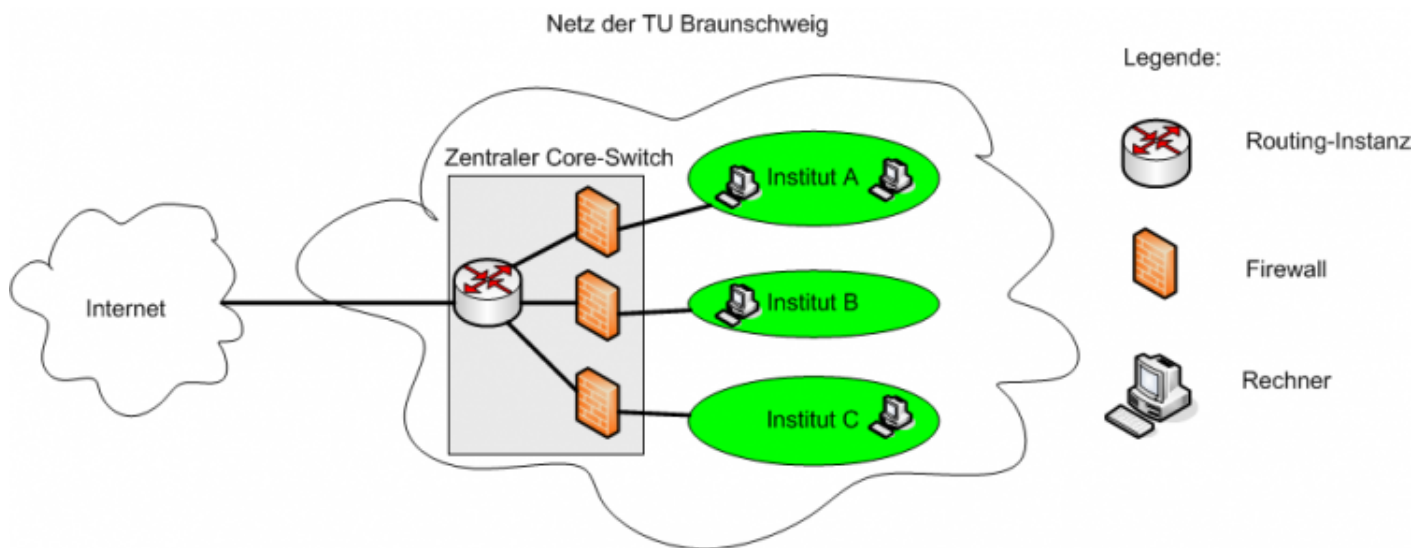 Netz der TU Braunschweig
Legende:
Routing-Instanz
Zentraler Core-Switch
Institut A
Firewall
Internet
Institut B
Rechner
Institut C